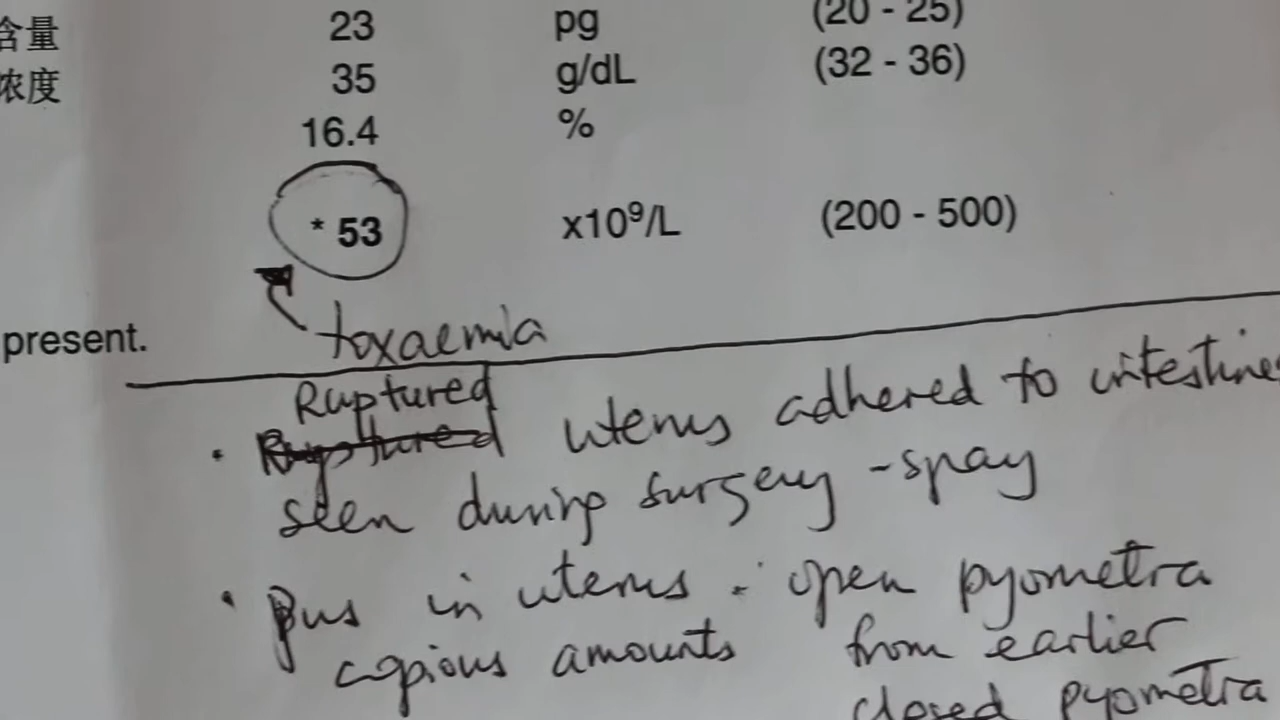 含量 23 pg (20 - 25)
浓度 35 g/dL (32 - 36)
16.4 %
* 53 x10⁹/L (200 - 500)
present.
toxaemia
Ruptured
· Ruptured uterus adhered to intestine
seen during surgery - spay
· Pus in uterus : open pyometra
copious amounts from earlier
closed pyometra